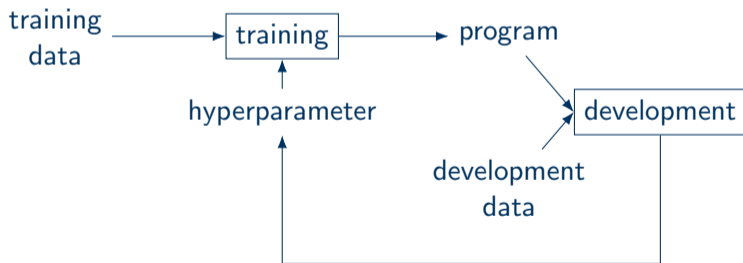 training
data
training
program
hyperparameter
development
development
data